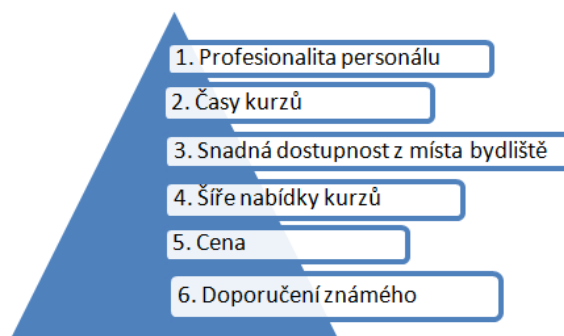 1. Profesionalita personálu
2. Časy kurzů
3. Snadná dostupnost z místa bydliště
4. Šíře nabídky kurzů
5. Cena
6. Doporučení známého